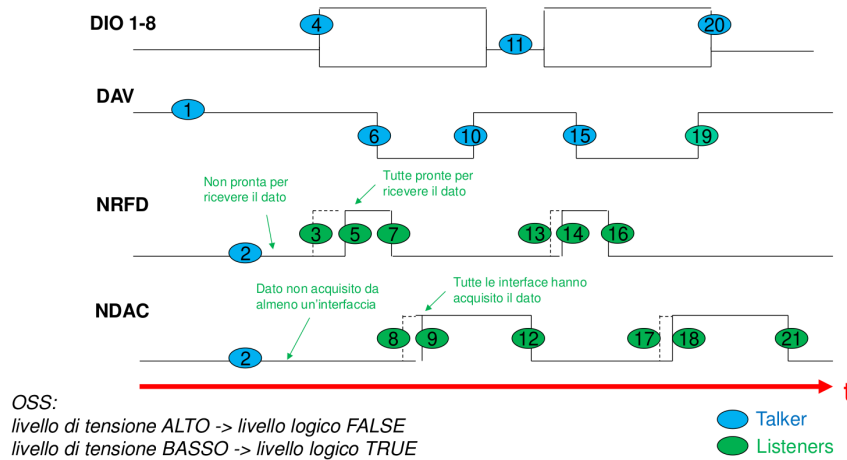 DIO 1-8
4
11
20
DAV
1
6
10
15
19
Non pronta per
ricevere il dato
Tutte pronte per
ricevere il dato
NRFD
2
3
5
7
13
14
16
Dato non acquisito da
almeno un'interfaccia
Tutte le interface hanno
acquisito il dato
NDAC
2
8
9
12
17
18
21
t
OSS:
livello di tensione ALTO -> livello logico FALSE
livello di tensione BASSO -> livello logico TRUE
Talker
Listeners